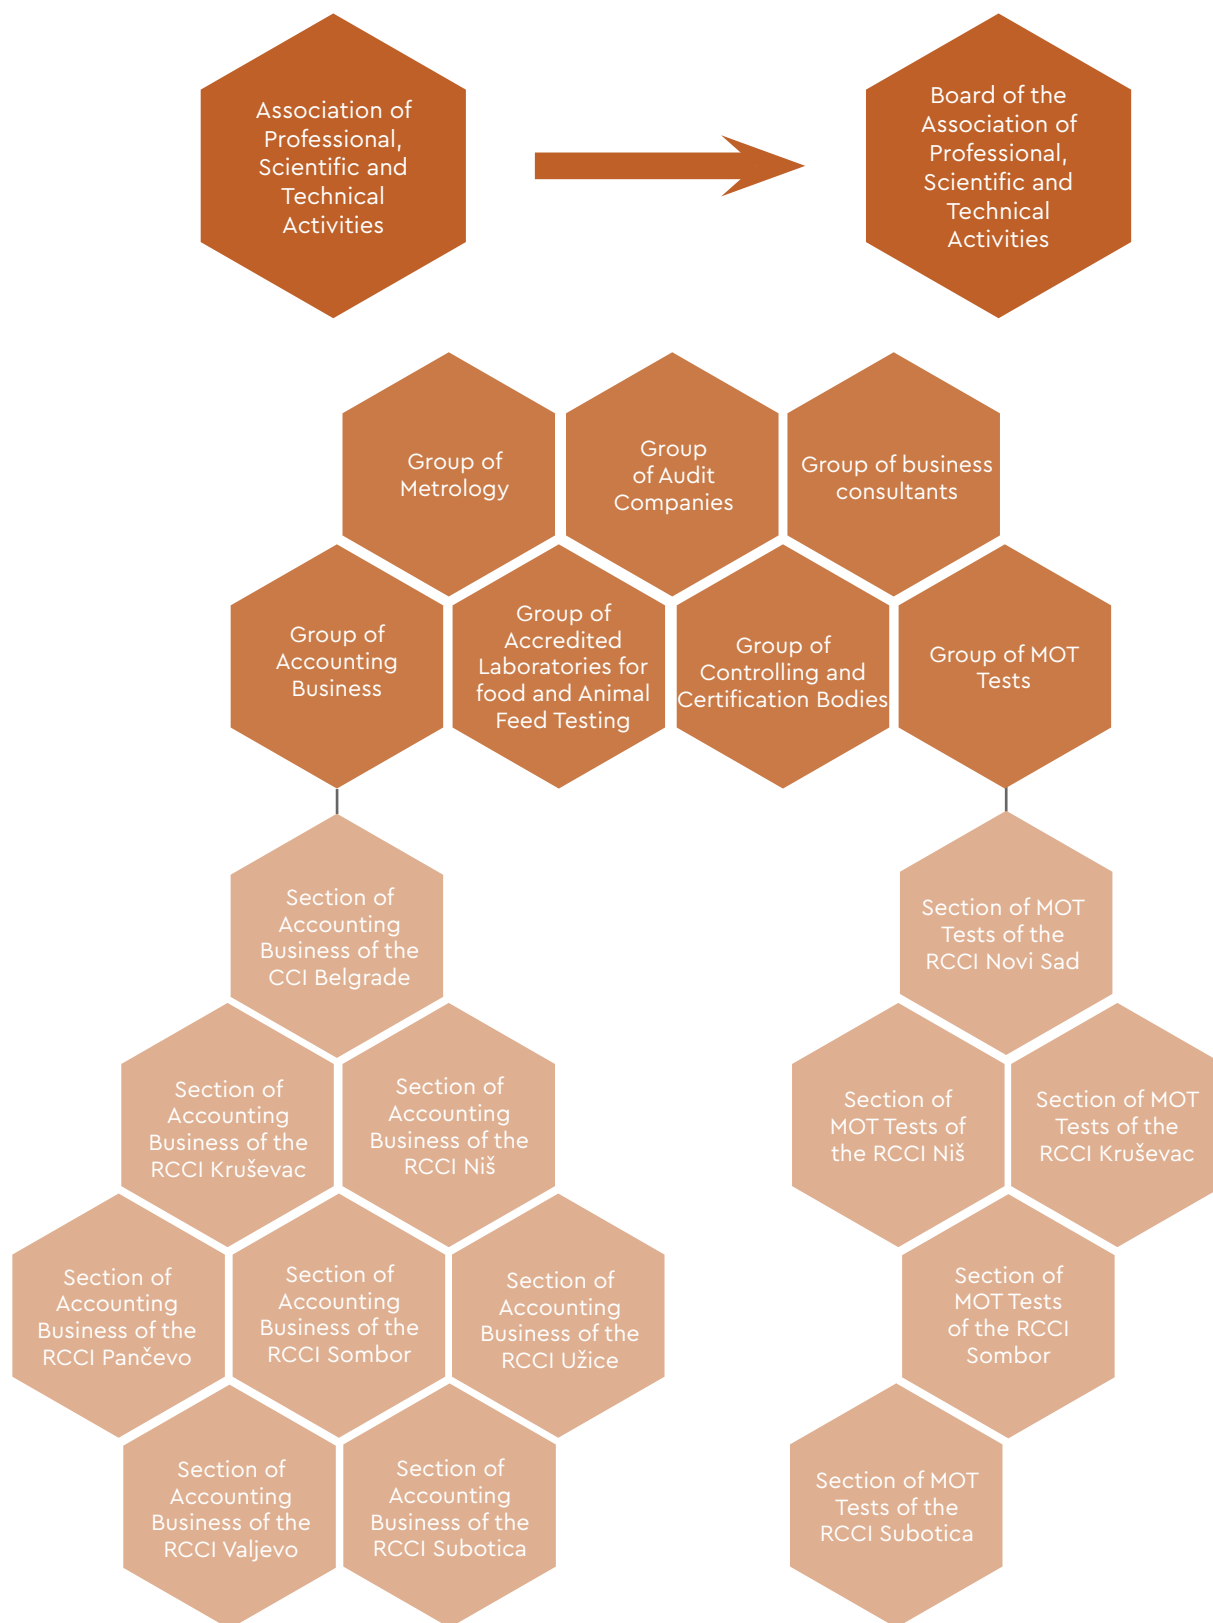 Association of
Professional,
Scientific and
Technical
Activities
Board of the
Association of
Professional,
Scientific and
Technical
Activities
Group of
Metrology
Group
of Audit
Companies
Group of business
consultants
Group of
Accounting
Business
Group of
Accredited
Laboratories for
food and Animal
Feed Testing
Group of
Controlling and
Certification Bodies
Group of MOT
Tests
Section of
Accounting
Business of the
CCI Belgrade
Section of MOT
Tests of the
RCCI Novi Sad
Section of
Accounting
Business of the
RCCI Kruševac
Section of
Accounting
Business of the
RCCI Niš
Section of
MOT Tests of
the RCCI Niš
Section of MOT
Tests of the
RCCI Kruševac
Section of
Accounting
Business of the
RCCI Pančevo
Section of
Accounting
Business of the
RCCI Sombor
Section of
Accounting
Business of the
RCCI Užice
Section of
MOT Tests
of the RCCI
Sombor
Section of
Accounting
Business of the
RCCI Valjevo
Section of
Accounting
Business of the
RCCI Subotica
Section of MOT
Tests of the
RCCI Subotica